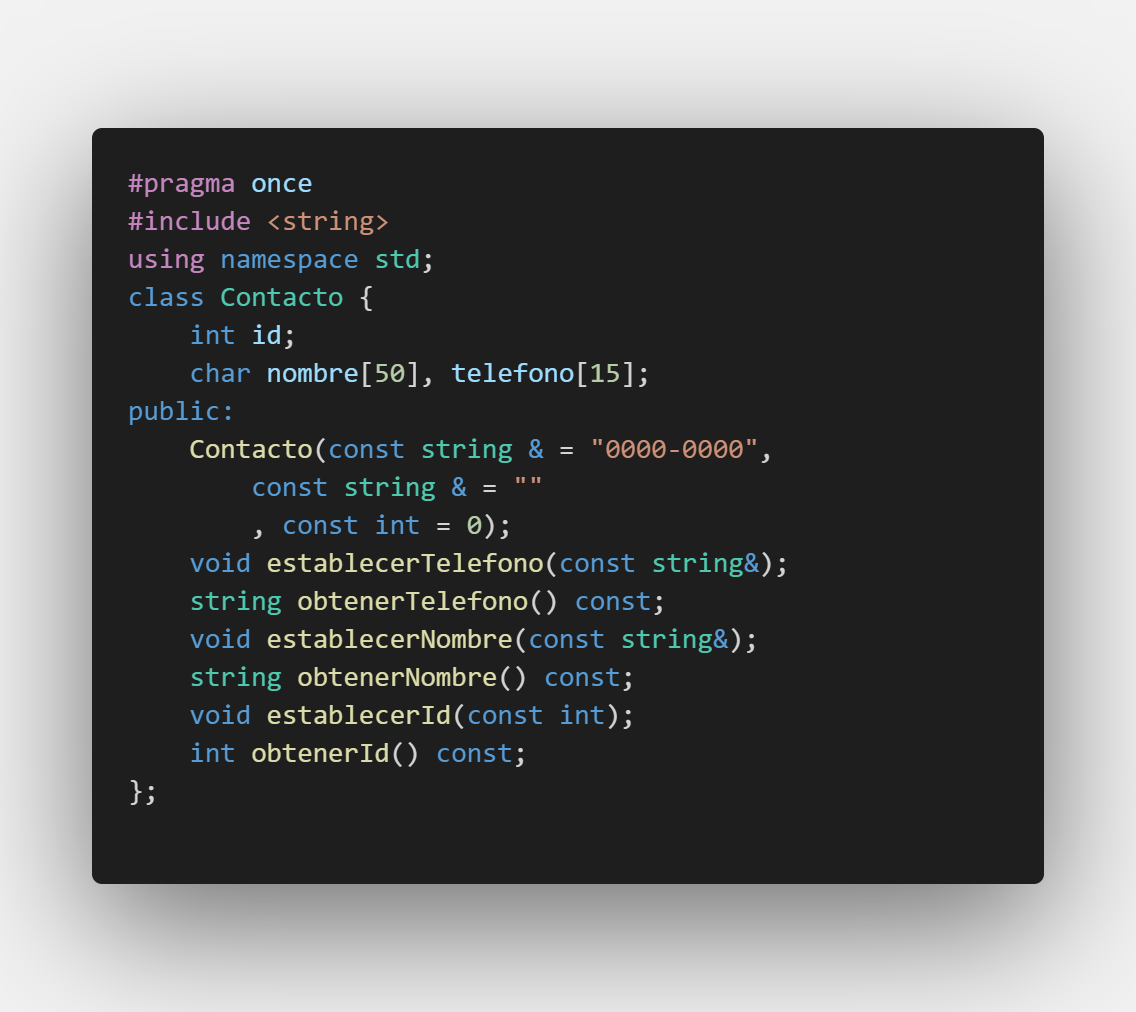 #pragma once
#include <string>
using namespace std;
class Contacto {
    int id;
    char nombre[50], telefono[15];
public:
    Contacto(const string & = "0000-0000",
        const string & = ""
        , const int = 0);
    void establecerTelefono(const string&);
    string obtenerTelefono() const;
    void establecerNombre(const string&);
    string obtenerNombre() const;
    void establecerId(const int);
    int obtenerId() const;
};